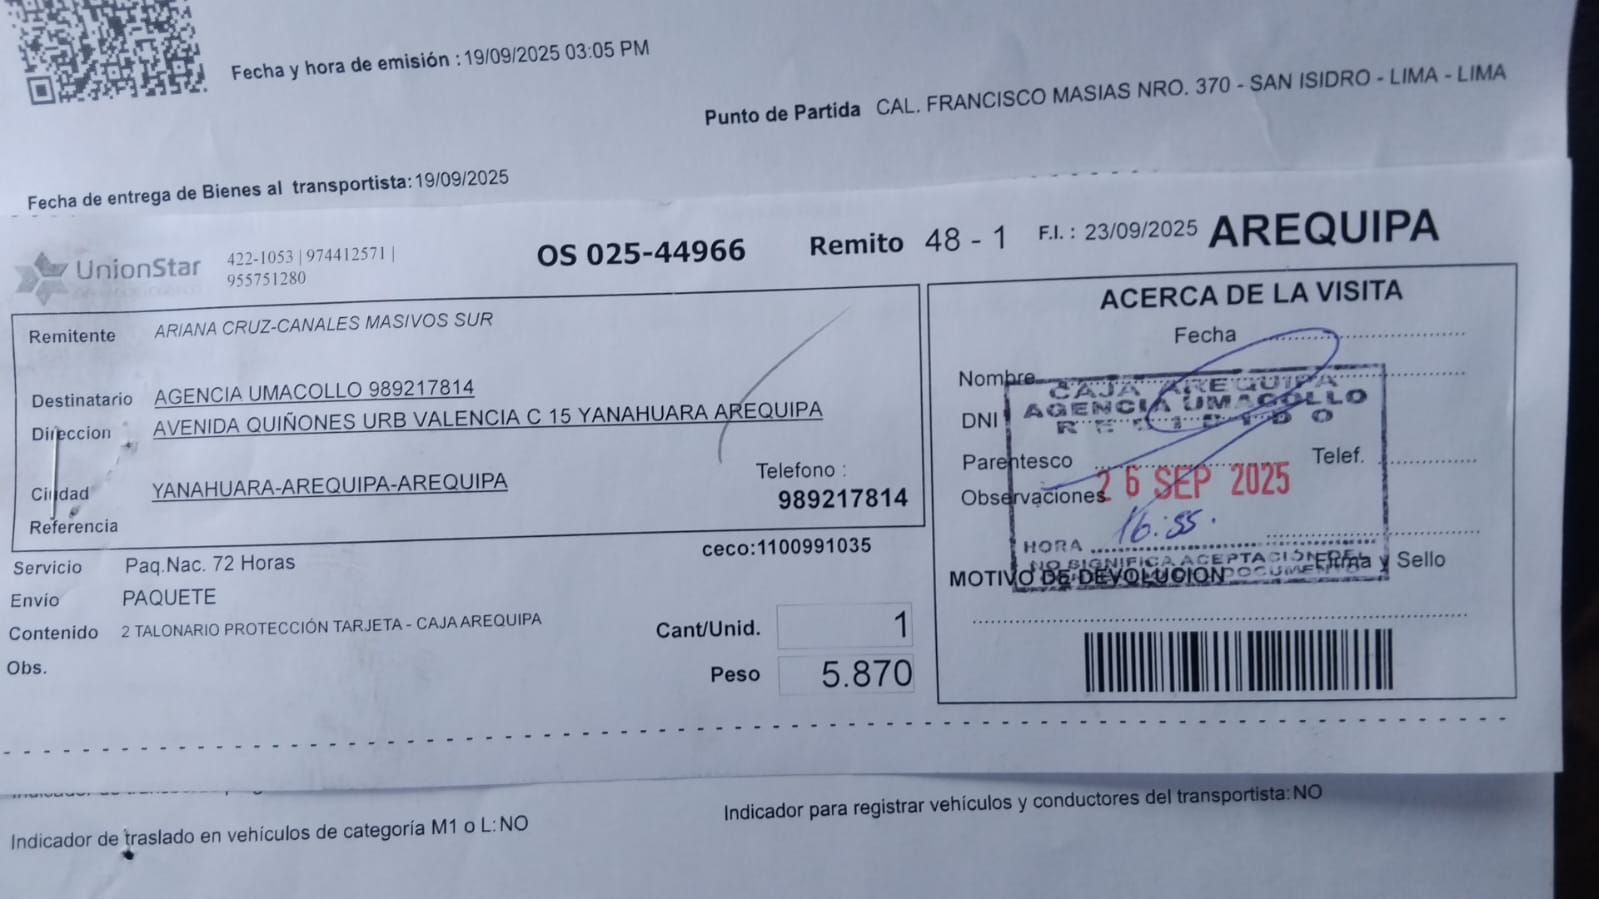 Fecha y hora de emisión : 19/09/2025 03:05 PM
Punto de Partida CAL. FRANCISCO MASIAS NRO. 370 - SAN ISIDRO - LIMA - LIMA
Fecha de entrega de Bienes al transportista: 19/09/2025
UnionStar
422-1053 | 974412571 |
955751280
OS 025-44966
Remito 48 - 1
F.I. : 23/09/2025
AREQUIPA
Remitente ARIANA CRUZ-CANALES MASIVOS SUR
Destinatario AGENCIA UMACOLLO 989217814
Direccion AVENIDA QUIÑONES URB VALENCIA C 15 YANAHUARA AREQUIPA
Ciudad YANAHUARA-AREQUIPA-AREQUIPA
Telefono :
989217814
Referencia
Servicio Paq.Nac. 72 Horas
ceco:1100991035
Envío PAQUETE
Contenido 2 TALONARIO PROTECCIÓN TARJETA - CAJA AREQUIPA
Obs.
Cant/Unid. 1
Peso 5.870
ACERCA DE LA VISITA
Fecha
Nombre
DNI
Parentesco
Telef.
Observaciones
Firma y Sello
MOTIVO DE DEVOLUCION
CAJA AREQUIPA
AGENCIA UMACOLLO
RECIBIDO
26 SEP 2025
HORA 16:55.
NO SIGNIFICA ACEPTACIÓN DEL
DOCUMENTO
Indicador de traslado en vehículos de categoría M1 o L: NO
Indicador para registrar vehículos y conductores del transportista: NO